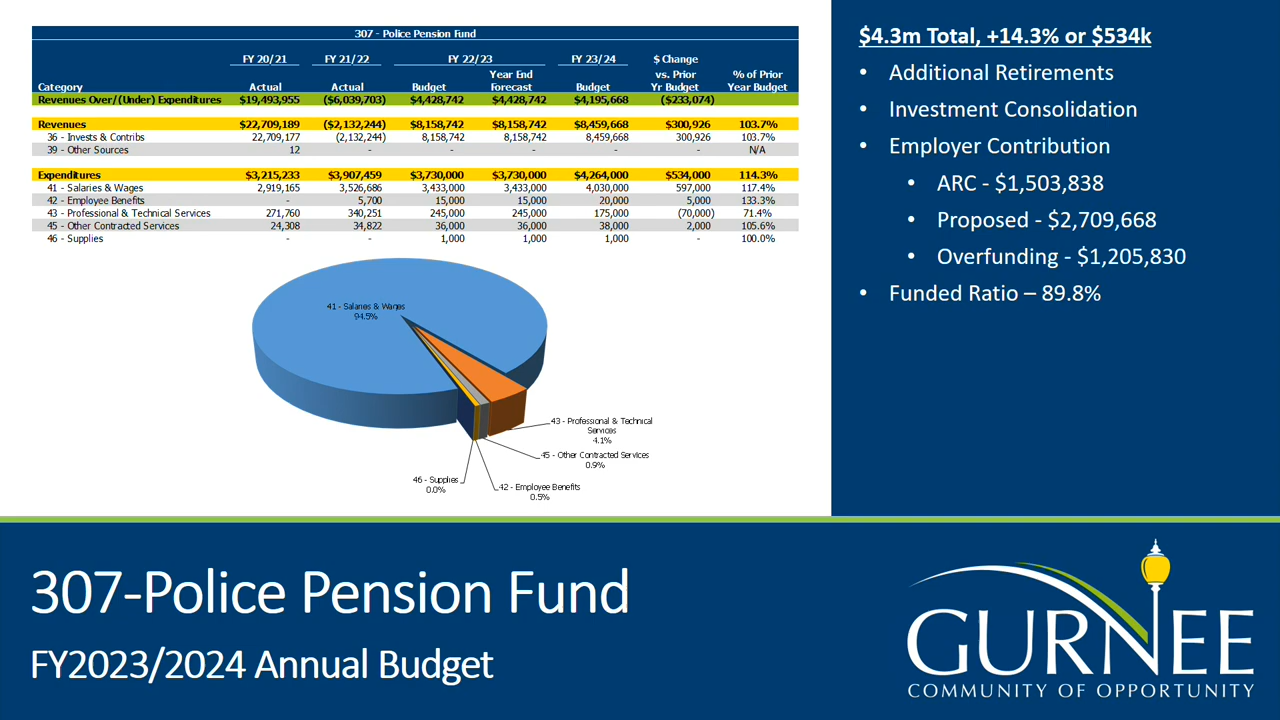 307 - Police Pension Fund
FY 20/21 FY 21/22 FY 22/23 FY 23/24 $ Change
Year End vs. Prior % of Prior
Category Actual Actual Budget Forecast Budget Yr Budget Year Budget
Revenues Over/(Under) Expenditures $19,493,955 ($6,039,703) $4,428,742 $4,428,742 $4,195,668 ($233,074)
Revenues $22,709,189 ($2,132,244) $8,158,742 $8,158,742 $8,459,668 $300,926 103.7%
36 - Invests & Contribs 22,709,177 (2,132,244) 8,158,742 8,158,742 8,459,668 300,926 103.7%
39 - Other Sources 12 - - - - - N/A
Expenditures $3,215,233 $3,907,459 $3,730,000 $3,730,000 $4,264,000 $534,000 114.3%
41 - Salaries & Wages 2,919,165 3,526,686 3,433,000 3,433,000 4,030,000 597,000 117.4%
42 - Employee Benefits - 5,700 15,000 15,000 20,000 5,000 133.3%
43 - Professional & Technical Services 271,760 340,251 245,000 245,000 175,000 (70,000) 71.4%
45 - Other Contracted Services 24,308 34,822 36,000 36,000 38,000 2,000 105.6%
46 - Supplies - - 1,000 1,000 1,000 - 100.0%
41 - Salaries & Wages
94.5%
43 - Professional & Technical
Services
4.1%
45 - Other Contracted Services
0.9%
46 - Supplies
0.0%
42 - Employee Benefits
0.5%
$4.3m Total, +14.3% or $534k
• Additional Retirements
• Investment Consolidation
• Employer Contribution
• ARC - $1,503,838
• Proposed - $2,709,668
• Overfunding - $1,205,830
• Funded Ratio – 89.8%
307-Police Pension Fund
FY2023/2024 Annual Budget
GURNEE
COMMUNITY OF OPPORTUNITY